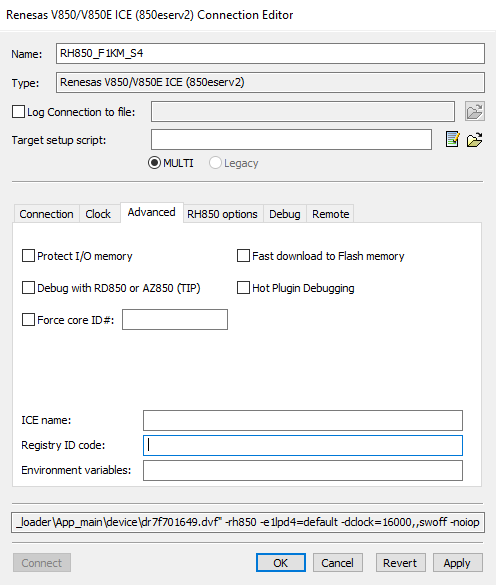 Renesas V850/V850E ICE (850eserv2) Connection Editor
Name: RH850_F1KM_S4
Type: Renesas V850/V850E ICE (850eserv2)
Log Connection to file:
Target setup script:
MULTI Legacy
Connection Clock Advanced RH850 options Debug Remote
Protect I/O memory Fast download to Flash memory
Debug with RD850 or AZ850 (TIP) Hot Plugin Debugging
Force core ID#:
ICE name:
Registry ID code:
Environment variables:
_loader\App_main\device\dr7f701649.dvf" -rh850 -e1lpd4=default -dclock=16000,,swoff -noiop
Connect OK Cancel Revert Apply